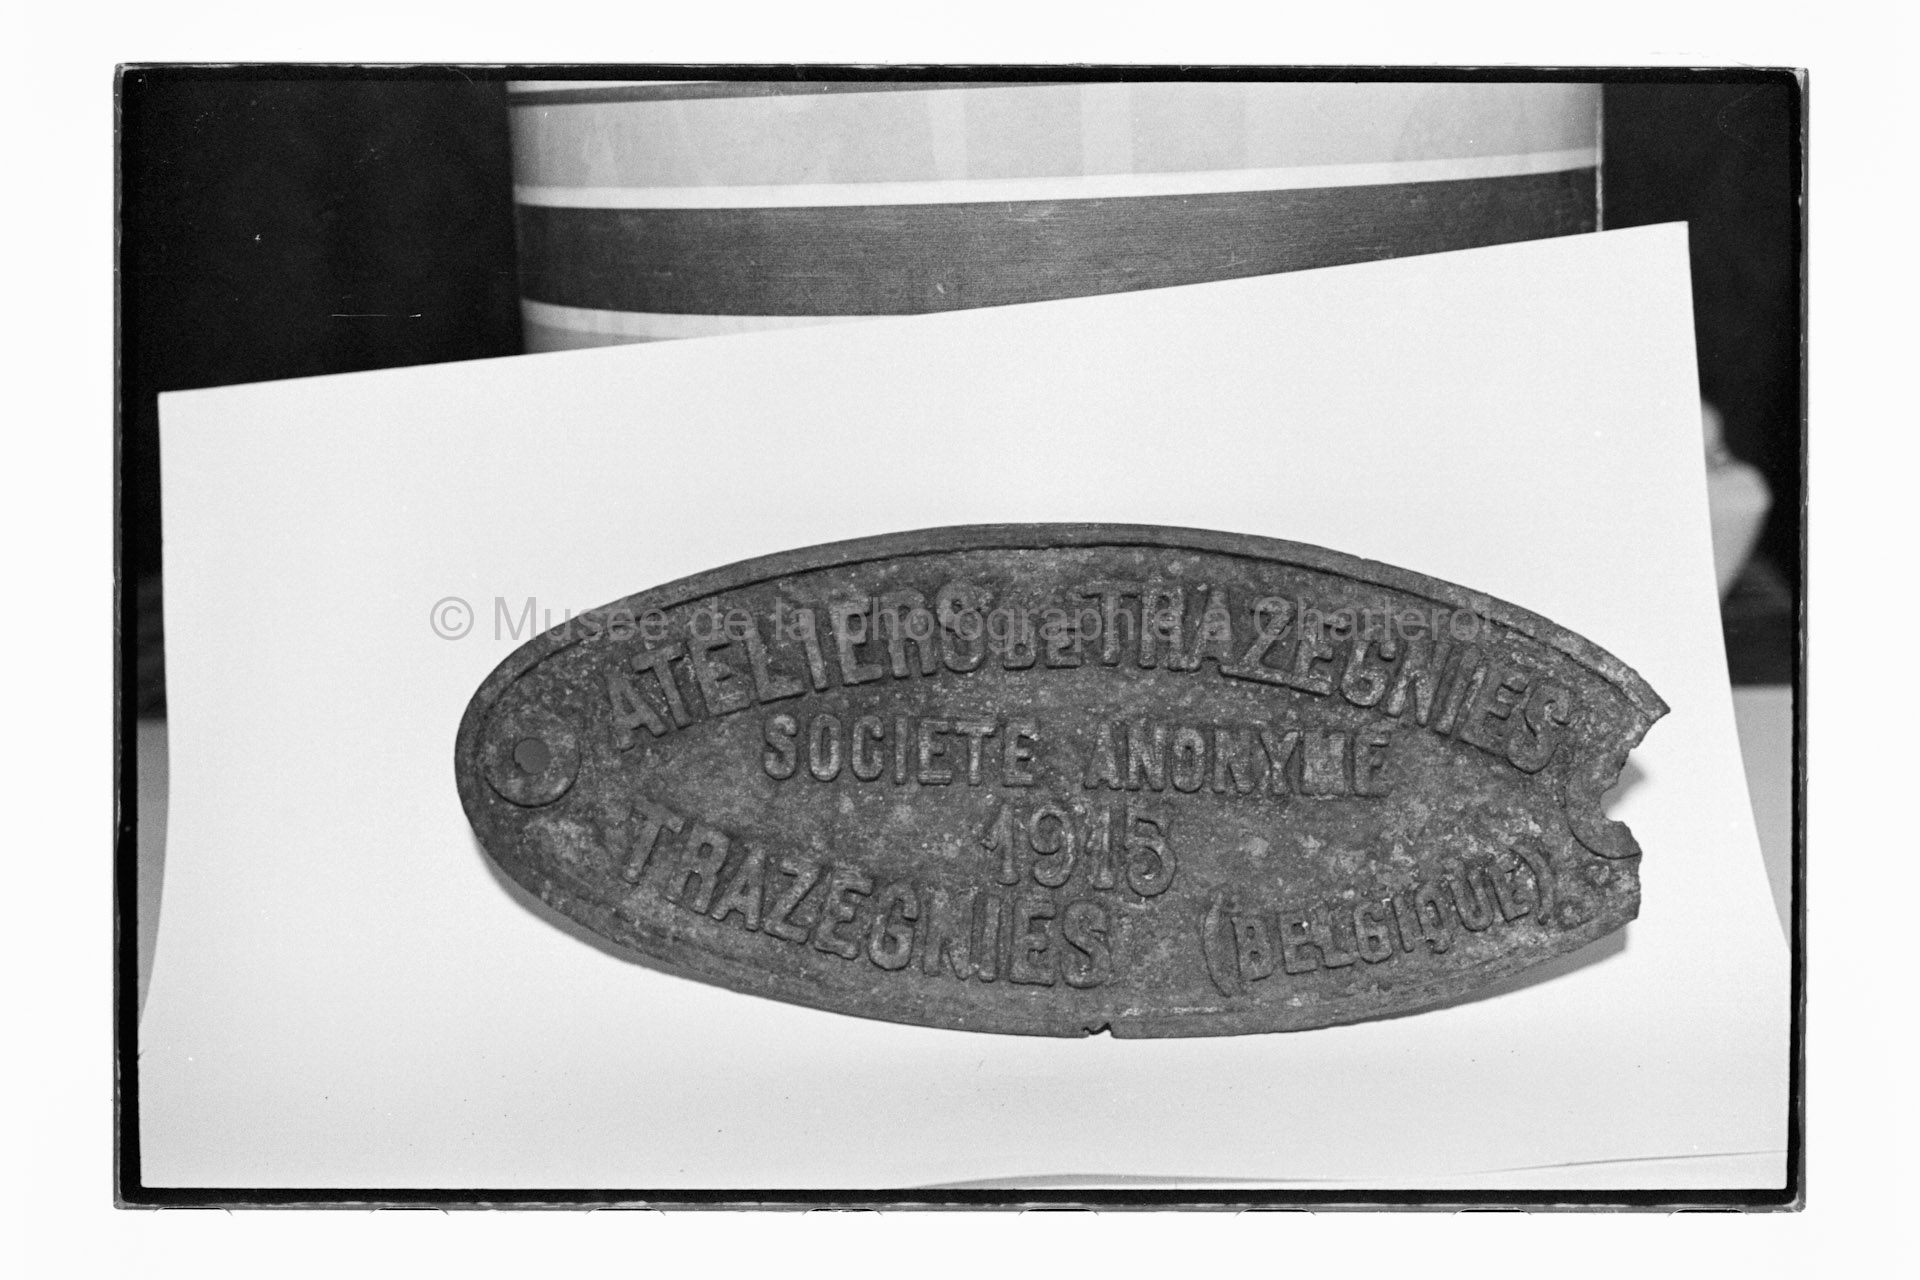 © Musée de la photographie à Charleroi
ATELIERS DE TRAZEGNIES
SOCIETE ANONYME
1915
TRAZEGNIES (BELGIQUE)